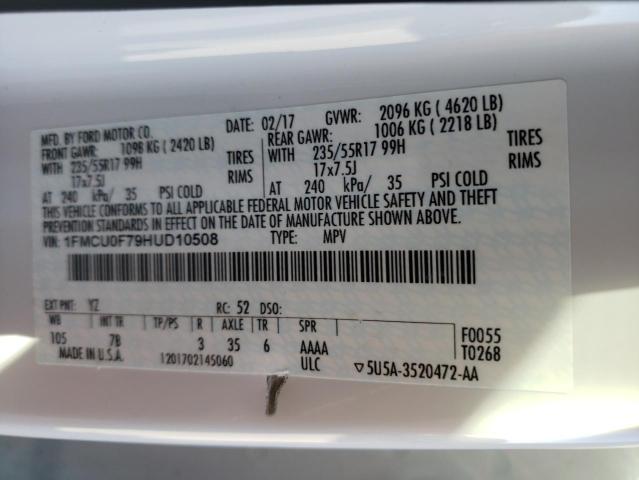 MFD. BY FORD MOTOR CO. DATE: 02/17 GVWR: 2096 KG ( 4620 LB)
FRONT GAWR: 1098 KG ( 2420 LB) REAR GAWR: 1006 KG ( 2218 LB)
WITH 235/55R17 99H TIRES WITH 235/55R17 99H TIRES
17x7.5J RIMS 17x7.5J RIMS
AT 240 kPa/ 35 PSI COLD AT 240 kPa/ 35 PSI COLD
THIS VEHICLE CONFORMS TO ALL APPLICABLE FEDERAL MOTOR VEHICLE SAFETY AND THEFT
PREVENTION STANDARDS IN EFFECT ON THE DATE OF MANUFACTURE SHOWN ABOVE.
VIN: 1FMCU0F79HUD10508 TYPE: MPV
EXT PNT: YZ RC: 52 DSO:
WB INT TR TP/PS R AXLE TR SPR
105 7B 3 35 6 AAAA F0055
MADE IN U.S.A. 1201702145060 ULC T0268
▽5U5A-3520472-AA